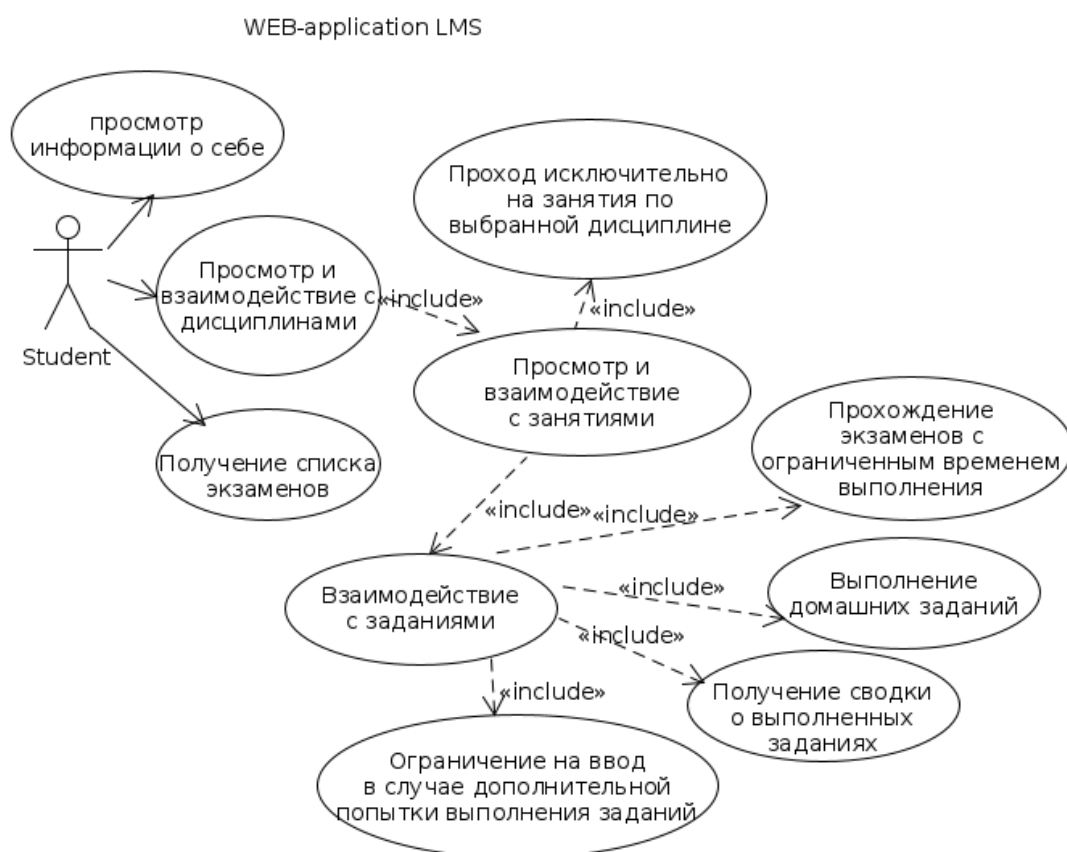 WEB-application LMS
просмотр
информации о себе
Проход исключительно
на занятия по
выбранной дисциплине
Просмотр и
взаимодействие с
дисциплинами
«include»
«include»
Student
Просмотр и
взаимодействие
с занятиями
Получение списка
экзаменов
Прохождение
экзаменов с
ограниченным временем
выполнения
«include»
«include»
Взаимодействие
с заданиями
«include»
Выполнение
домашних заданий
«include»
Получение сводки
о выполненных
заданиях
«include»
Ограничение на ввод
в случае дополнительной
попытки выполнения заданий